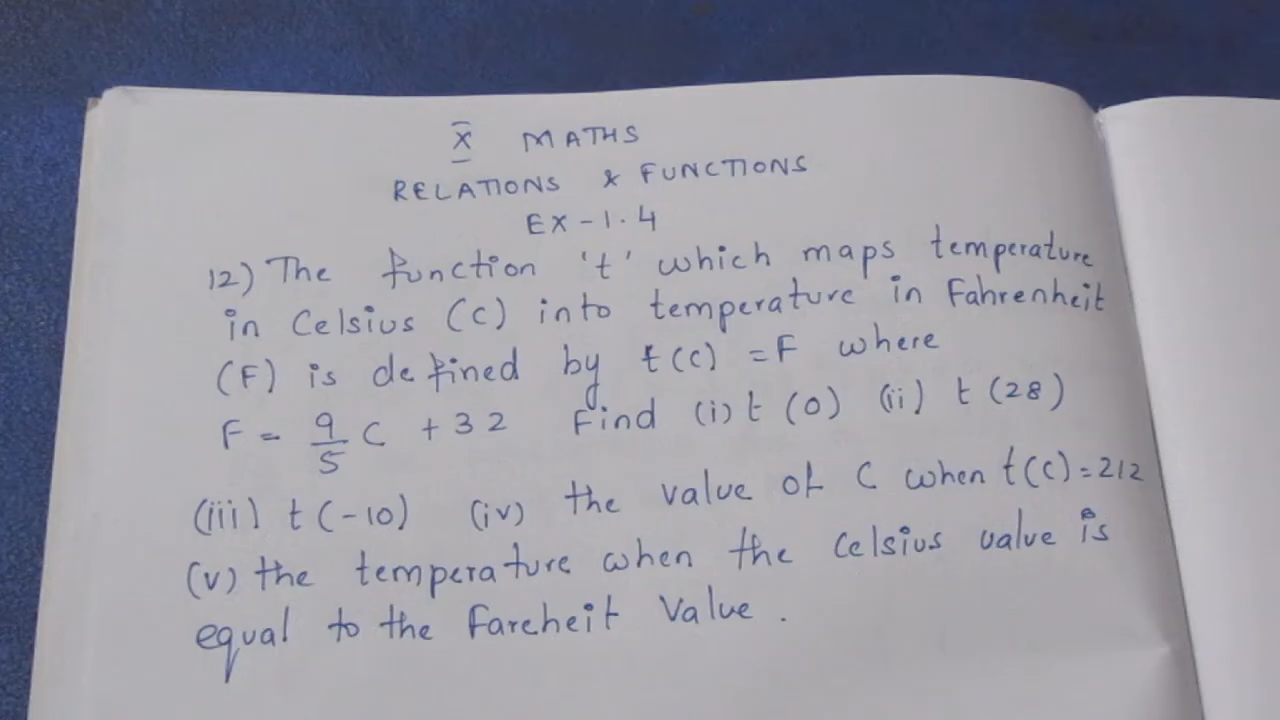 X MATHS
RELATIONS & FUNCTIONS
EX-1.4
12) The function 't' which maps temperature
in Celsius (C) into temperature in Fahrenheit
(F) is defined by t(c) = F where
F = 9/5 C + 32 Find (i) t (0) (ii) t (28)
(iii) t (-10) (iv) the value of C when t(C) = 212
(v) the temperature when the Celsius value is
equal to the Fareheit Value.